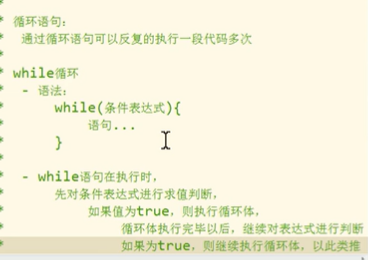 *
* 循环语句:
*   通过循环语句可以反复的执行一段代码多次
*
* while循环
*   - 语法:
*       while(条件表达式){
*           语句...
*       }
*
*   - while语句在执行时,
*       先对条件表达式进行求值判断,
*           如果值为true,则执行循环体,
*               循环体执行完毕以后,继续对表达式进行判断
*               如果为true,则继续执行循环体,以此类推